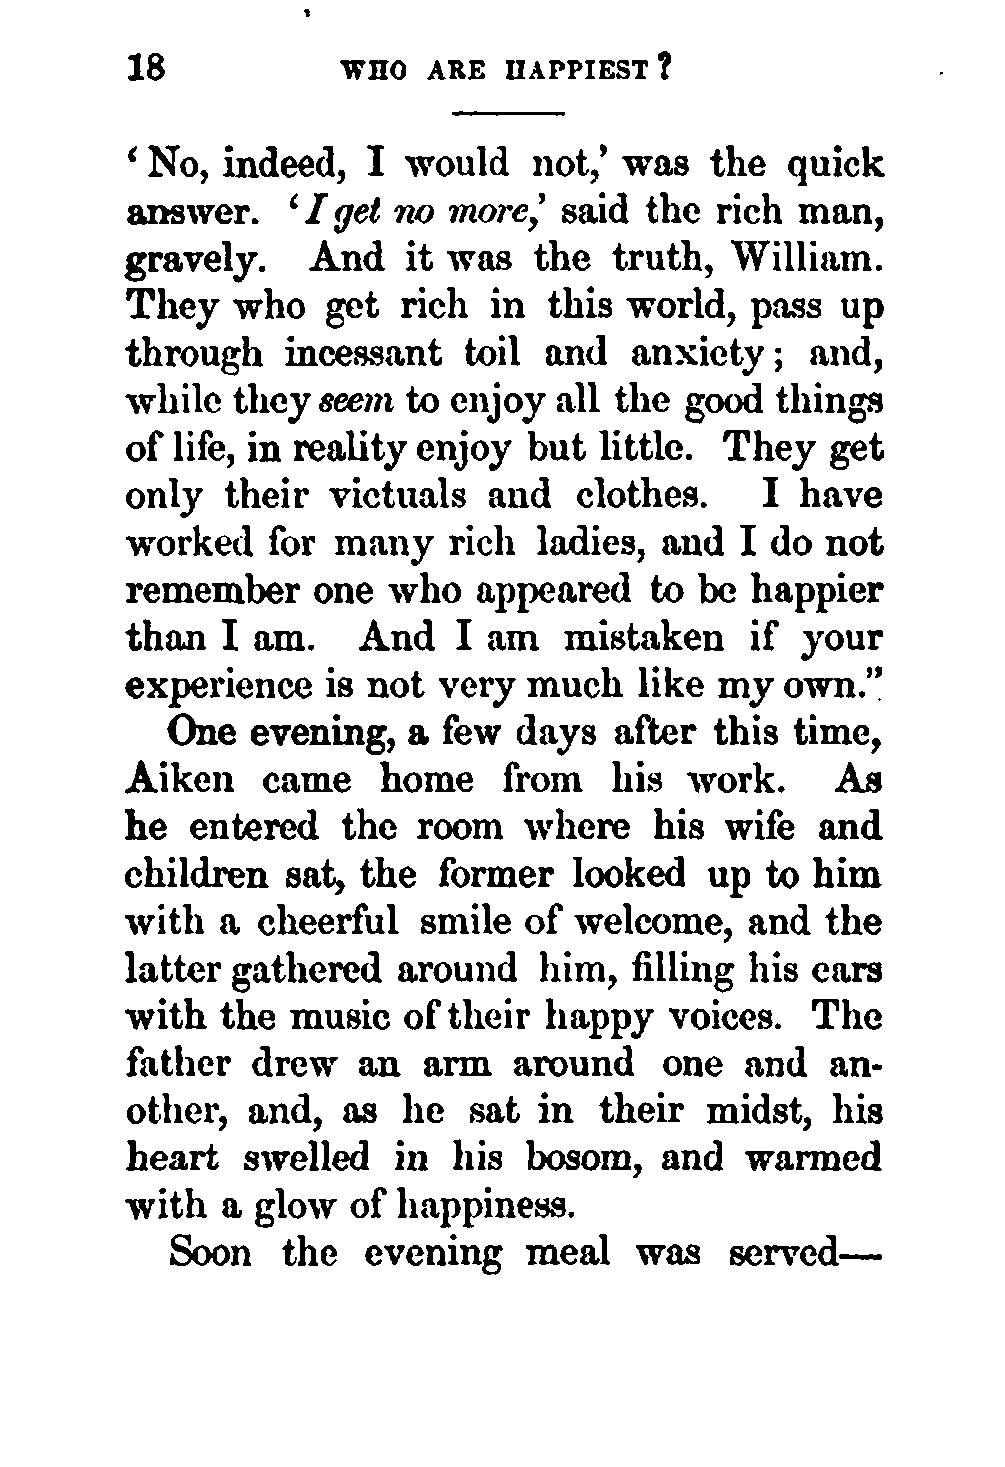 18 WHO ARE HAPPIEST?
‘No, indeed, I would not,’ was the quick
answer. ‘I get no more,’ said the rich man,
gravely. And it was the truth, William.
They who get rich in this world, pass up
through incessant toil and anxiety; and,
while they seem to enjoy all the good things
of life, in reality enjoy but little. They get
only their victuals and clothes. I have
worked for many rich ladies, and I do not
remember one who appeared to be happier
than I am. And I am mistaken if your
experience is not very much like my own.”
One evening, a few days after this time,
Aiken came home from his work. As
he entered the room where his wife and
children sat, the former looked up to him
with a cheerful smile of welcome, and the
latter gathered around him, filling his ears
with the music of their happy voices. The
father drew an arm around one and an-
other, and, as he sat in their midst, his
heart swelled in his bosom, and warmed
with a glow of happiness.
Soon the evening meal was served—